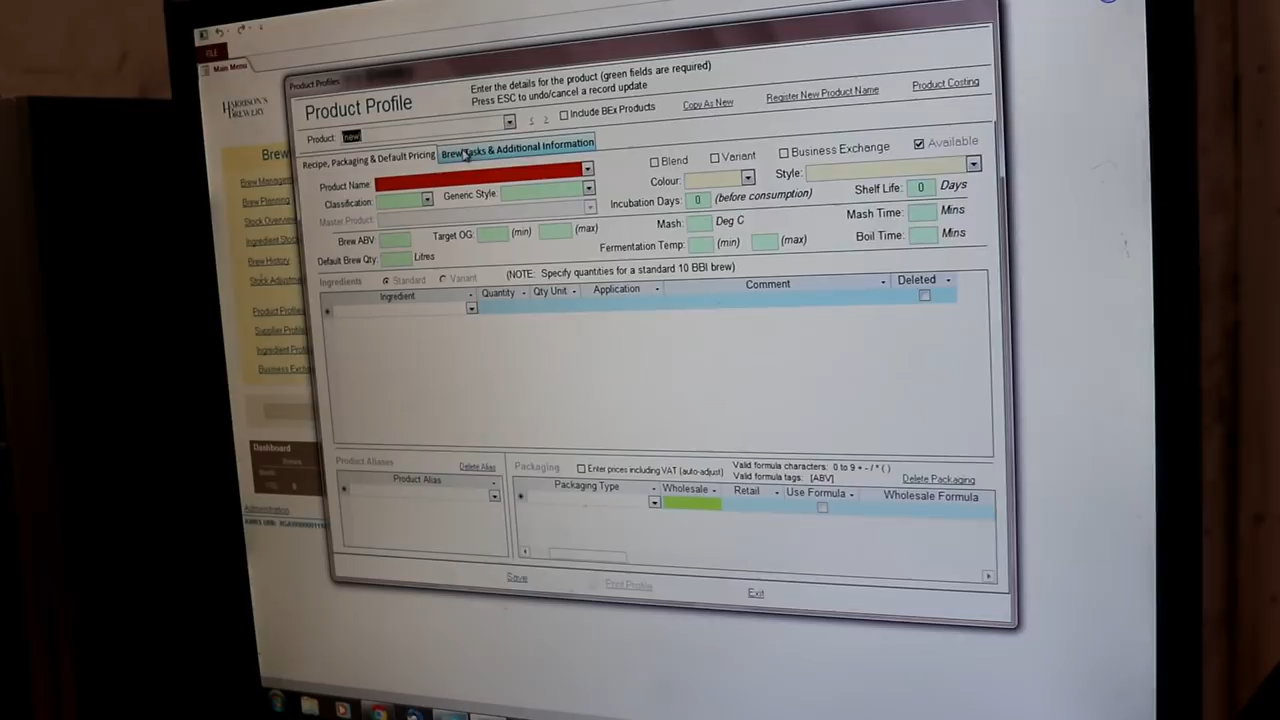 FILE
Main Menu
HARRISON'S
BREWERY
Product Profiles
Product Profile
Enter the details for the product (green fields are required)
Press ESC to undo/cancel a record update
Product: new
< >
Include BEx Products
Copy As New
Register New Product Name
Product Costing
Recipe, Packaging & Default Pricing
Brew Tasks & Additional Information
Product Name:
Blend
Variant
Business Exchange
Available
Classification:
Generic Style:
Colour:
Style:
Master Product:
Incubation Days: 0 (before consumption)
Shelf Life: 0 Days
Brew ABV
Target OG: (min) (max)
Mash: Deg C
Mash Time: Mins
Default Brew Qty: Litres
Fermentation Temp: (min) (max)
Boil Time: Mins
Ingredients
Standard
Variant
(NOTE: Specify quantities for a standard 10 BBl brew)
Ingredient
Quantity
Qty Unit
Application
Comment
Deleted
Product Aliases
Delete Alias
Product Alias
Packaging
Enter prices including VAT (auto-adjust)
Valid formula characters: 0 to 9 + - / * ( )
Valid formula tags: [ABV]
Delete Packaging
Packaging Type
Wholesale
Retail
Use Formula
Wholesale Formula
Save
Print Profile
Exit
Brew
Brew Planning
Brew History
Dashboard
Administration